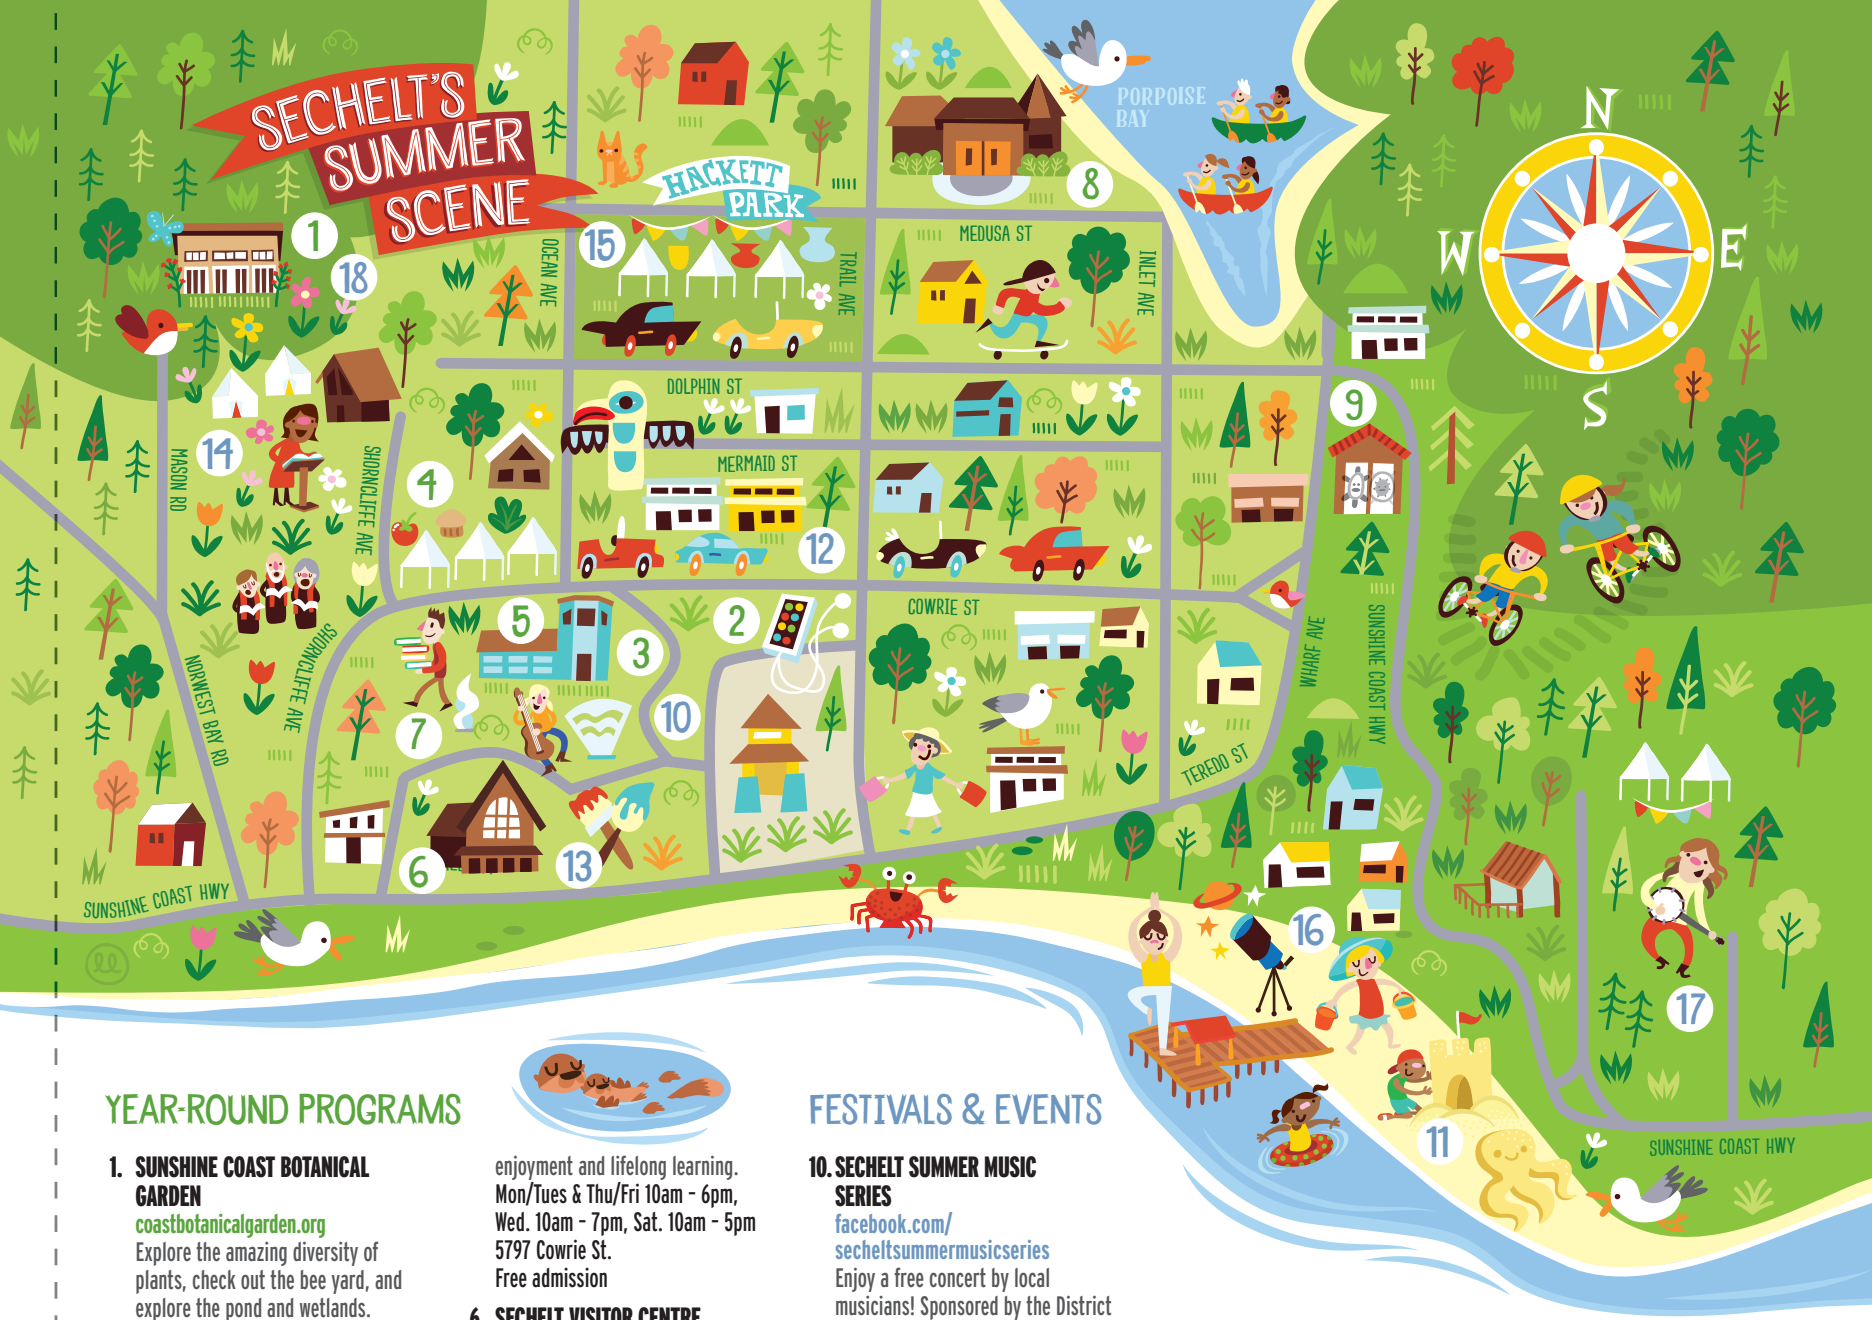 SECHELT'S
SUMMER
SCENE
PORPOISE
BAY
N
W
E
S
HACKETT
PARK
8
1
18
15
MEDUSA ST
OCEAN AVE
TRAIL AVE
INLET AVE
DOLPHIN ST
9
14
MASON RD
SHORNCLIFFE AVE
4
MERMAID ST
12
COWRIE ST
5
2
3
WHARF AVE
SUNSHINE COAST HWY
SHORNCLIFFE AVE
NORWEST BAY RD
7
10
TEREDO ST
6
13
SUNSHINE COAST HWY
16
17
11
SUNSHINE COAST HWY
YEAR-ROUND PROGRAMS
1. SUNSHINE COAST BOTANICAL
GARDEN
coastbotanicalgarden.org
Explore the amazing diversity of
plants, check out the bee yard, and
explore the pond and wetlands.
enjoyment and lifelong learning.
Mon/Tues & Thu/Fri 10am - 6pm,
Wed. 10am - 7pm, Sat. 10am - 5pm
5797 Cowrie St.
Free admission
6. SECHELT VISITOR CENTRE
FESTIVALS & EVENTS
10. SECHELT SUMMER MUSIC
SERIES
facebook.com/
secheltsummermusicseries
Enjoy a free concert by local
musicians! Sponsored by the District